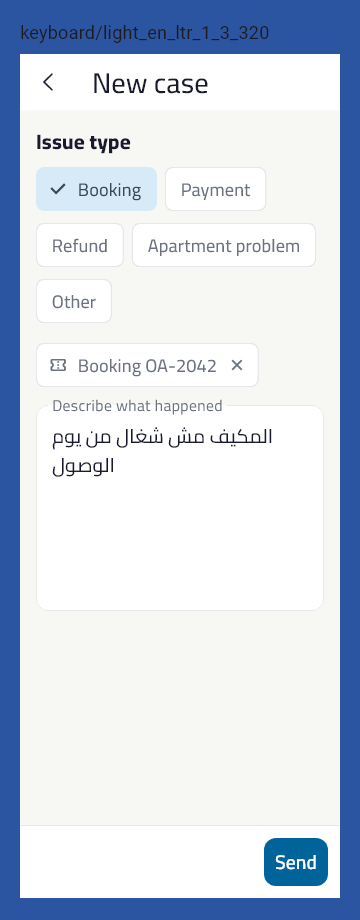 keyboard/light_en_ltr_1_3_320
New case
Issue type
Booking
Payment
Refund
Apartment problem
Other
Booking OA-2042
Describe what happened
المكيف مش شغال من يوم
الوصول
Send